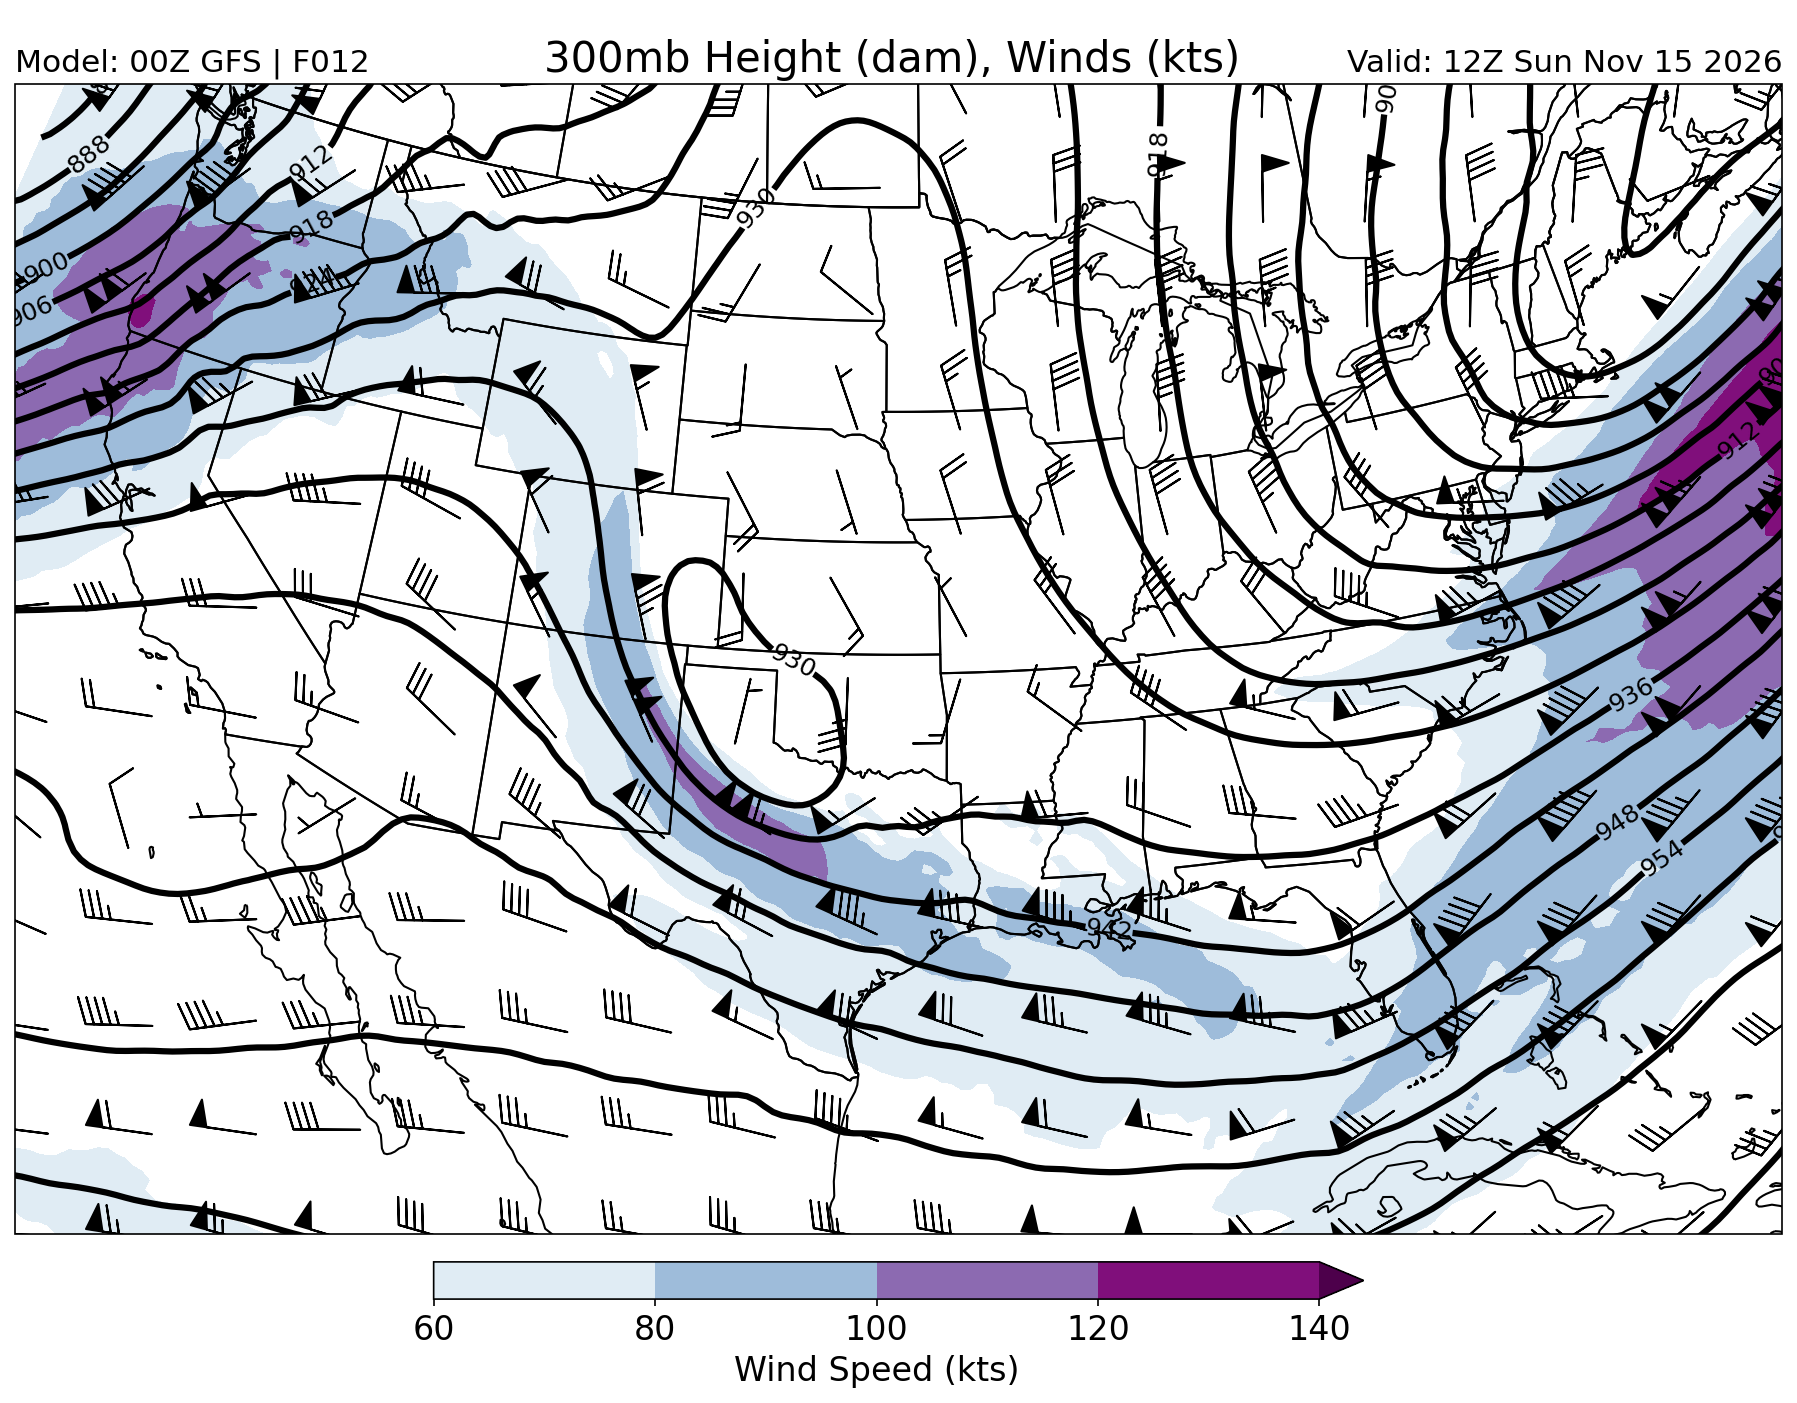 Model: 00Z GFS | F012
300mb Height (dam), Winds (kts)
Valid: 12Z Sun Nov 15 2026
888
912
918
900
924
906
930
918
912
936
930
948
954
942
60 80 100 120 140
Wind Speed (kts)